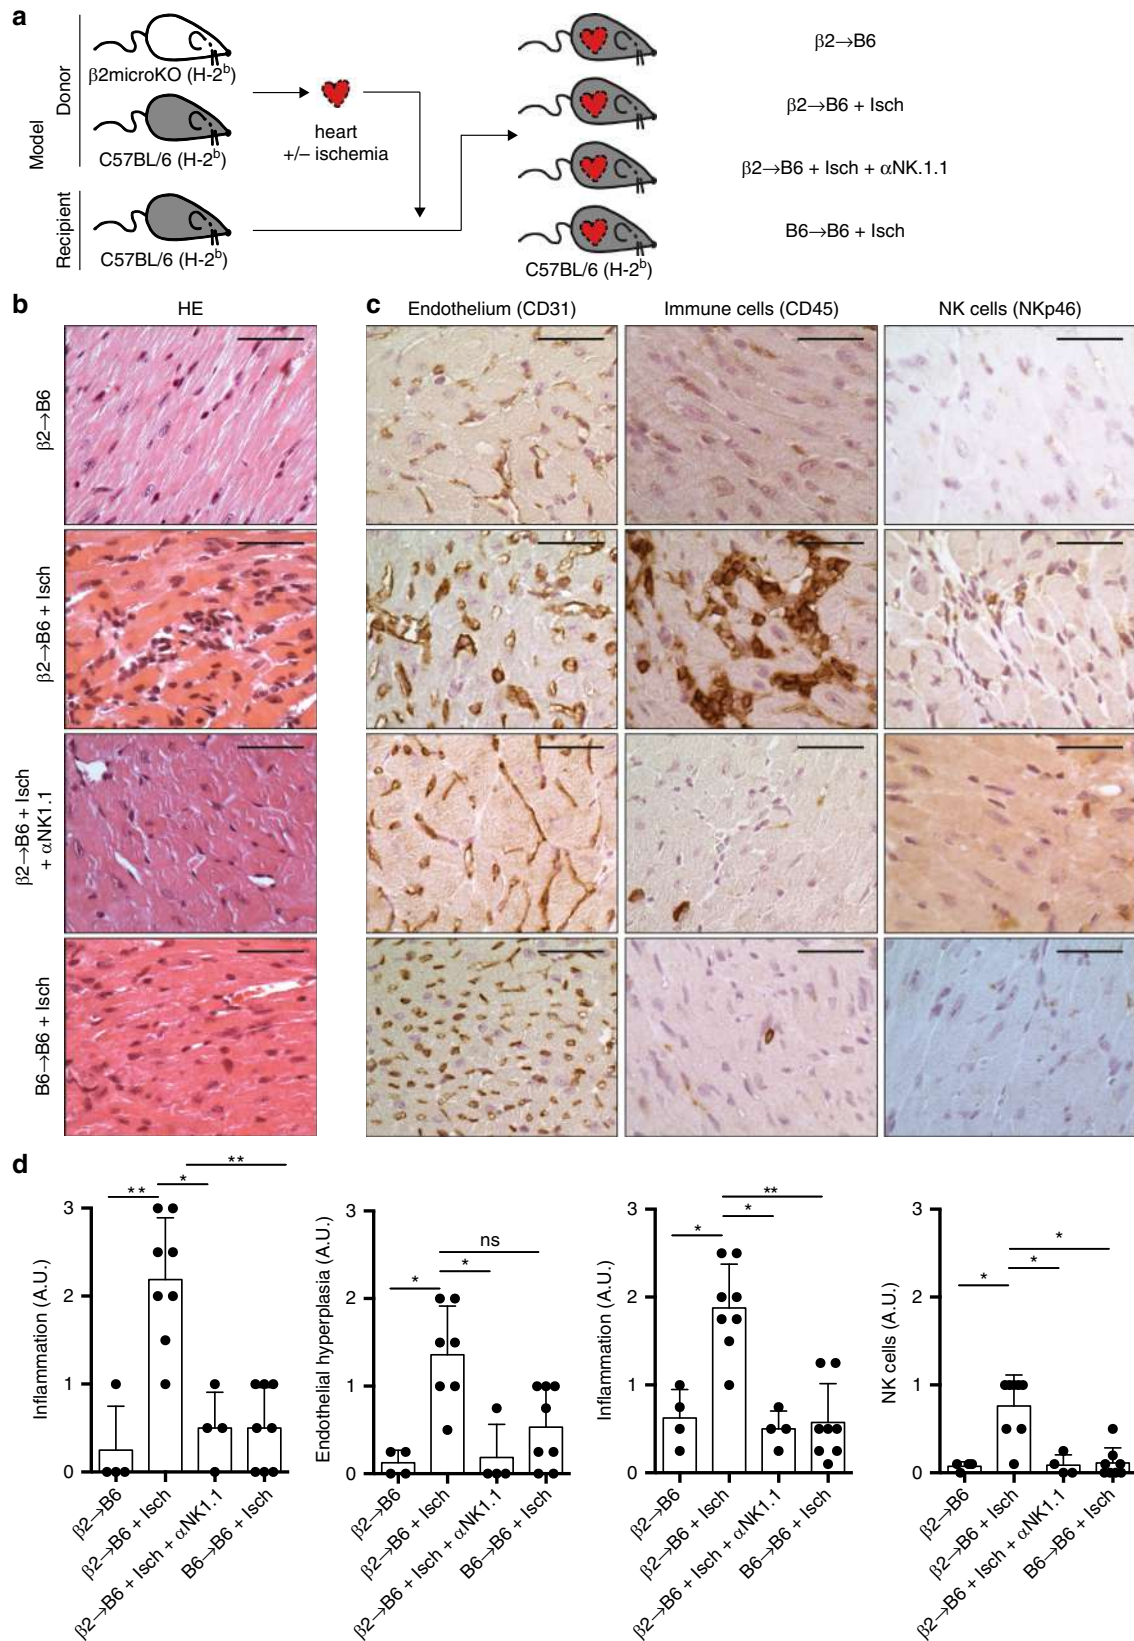 a
Model
Donor
β2microKO (H-2ᵇ)
C57BL/6 (H-2ᵇ)
Recipient
C57BL/6 (H-2ᵇ)
heart
+/– ischemia
C57BL/6 (H-2ᵇ)
β2→B6
β2→B6 + Isch
β2→B6 + Isch + αNK.1.1
B6→B6 + Isch
b
HE
c
Endothelium (CD31)
Immune cells (CD45)
NK cells (NKp46)
β2→B6
β2→B6 + Isch
β2→B6 + Isch
+ αNK1.1
B6→B6 + Isch
d
Inflammation (A.U.)
3
2
1
0
**
*
**
β2→B6
β2→B6 + Isch
β2→B6 + Isch + αNK1.1
B6→B6 + Isch
Endothelial hyperplasia (A.U.)
3
2
1
0
*
*
ns
β2→B6
β2→B6 + Isch
β2→B6 + Isch + αNK1.1
B6→B6 + Isch
Inflammation (A.U.)
3
2
1
0
*
*
**
β2→B6
β2→B6 + Isch
β2→B6 + Isch + αNK1.1
B6→B6 + Isch
NK cells (A.U.)
3
2
1
0
*
*
*
β2→B6
β2→B6 + Isch
β2→B6 + Isch + αNK1.1
B6→B6 + Isch